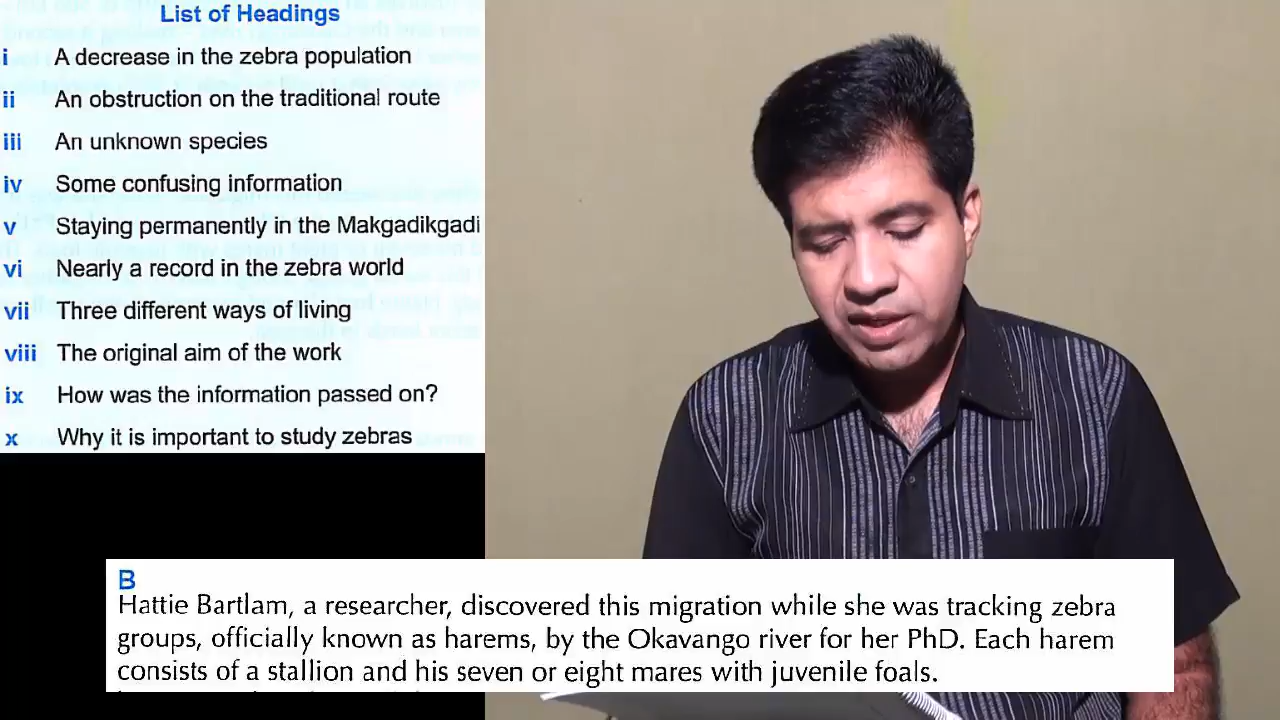 List of Headings
i A decrease in the zebra population
ii An obstruction on the traditional route
iii An unknown species
iv Some confusing information
v Staying permanently in the Makgadikgadi
vi Nearly a record in the zebra world
vii Three different ways of living
viii The original aim of the work
ix How was the information passed on?
x Why it is important to study zebras
B
Hattie Bartlam, a researcher, discovered this migration while she was tracking zebra
groups, officially known as harems, by the Okavango river for her PhD. Each harem
consists of a stallion and his seven or eight mares with juvenile foals.